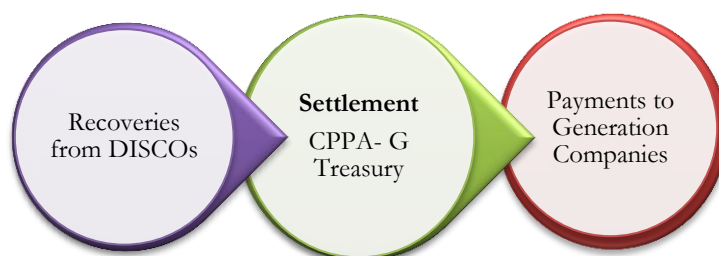 Recoveries
from DISCOs
Settlement
CPPA- G
Treasury
Payments to
Generation
Companies